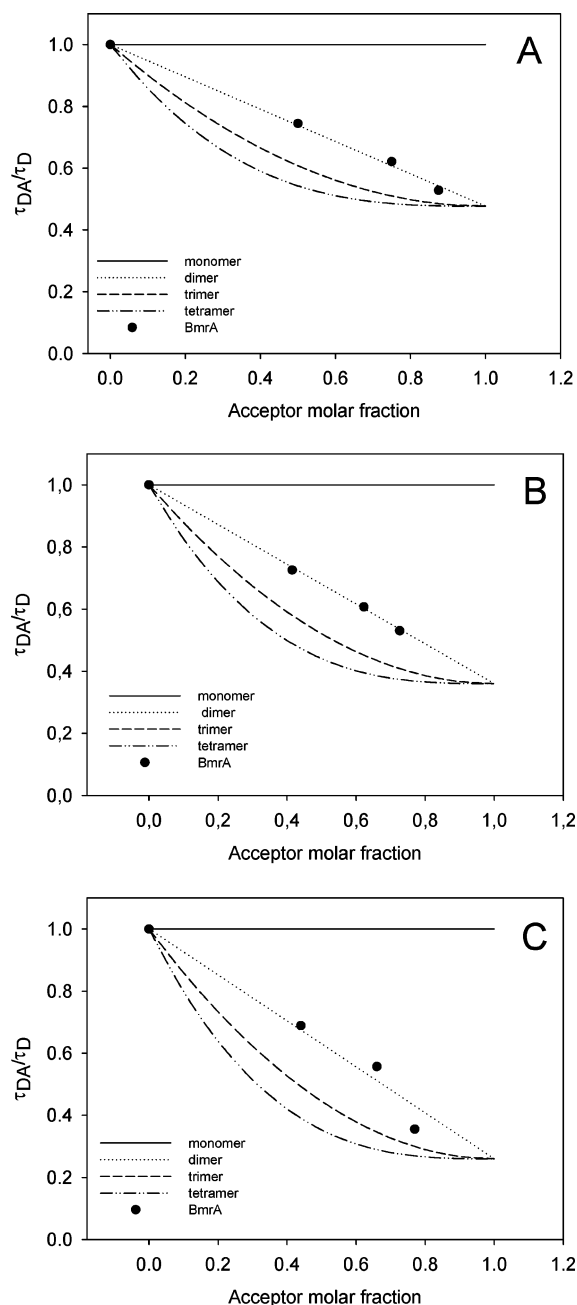 A
1.0
0.8
0.6
0.4
0.2
0.0
τDA/τD
monomer
dimer
trimer
tetramer
BmrA
0.0 0.2 0.4 0.6 0.8 1.0 1.2
Acceptor molar fraction
B
1,0
0,8
0,6
0,4
0,2
0,0
τDA/τD
monomer
dimer
trimer
tetramer
BmrA
0,0 0,2 0,4 0,6 0,8 1,0 1,2
Acceptor molar fraction
C
1.0
0.8
0.6
0.4
0.2
0.0
τDA/τD
monomer
dimer
trimer
tetramer
BmrA
0.0 0.2 0.4 0.6 0.8 1.0 1.2
Acceptor molar fraction